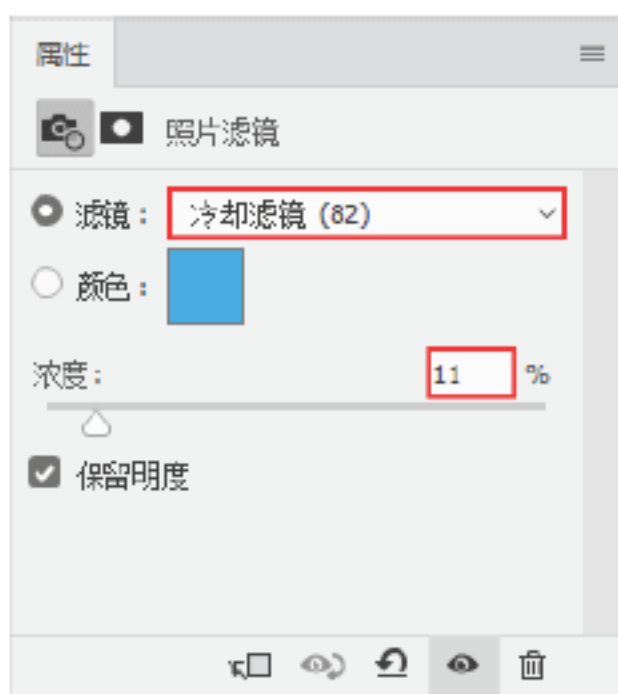 属性
照片滤镜
滤镜： 冷却滤镜 (82)
颜色：
浓度： 11 %
保留明度